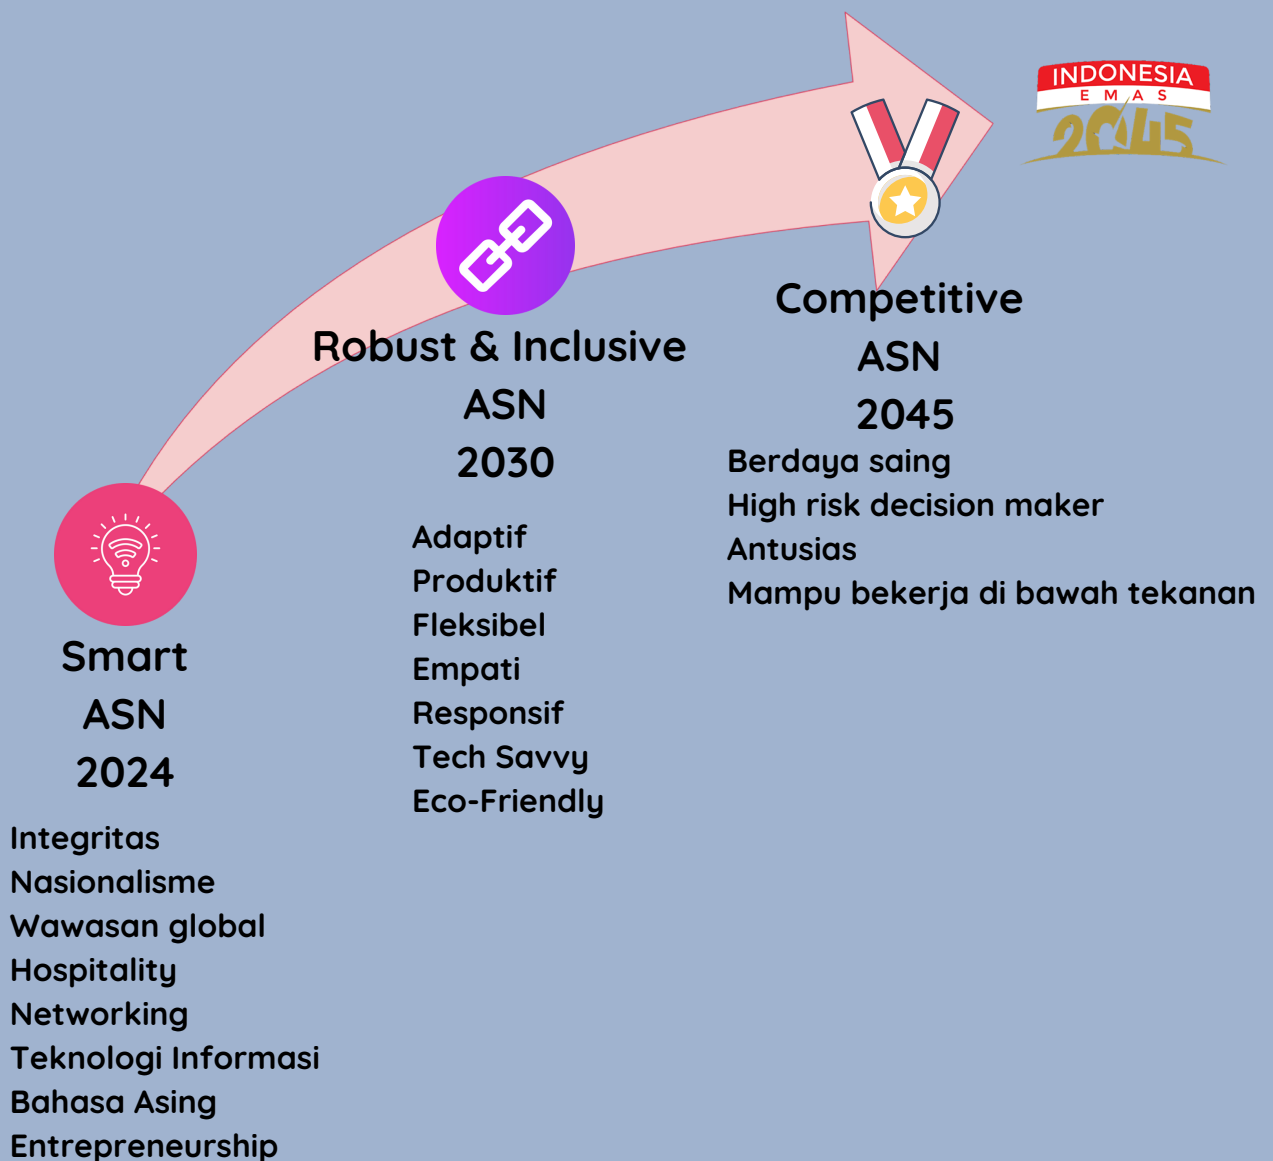 INDONESIA
EMAS
2045
Robust & Inclusive
ASN
2030
Adaptif
Produktif
Fleksibel
Empati
Responsif
Tech Savvy
Eco-Friendly
Competitive
ASN
2045
Berdaya saing
High risk decision maker
Antusias
Mampu bekerja di bawah tekanan
Smart
ASN
2024
Integritas
Nasionalisme
Wawasan global
Hospitality
Networking
Teknologi Informasi
Bahasa Asing
Entrepreneurship